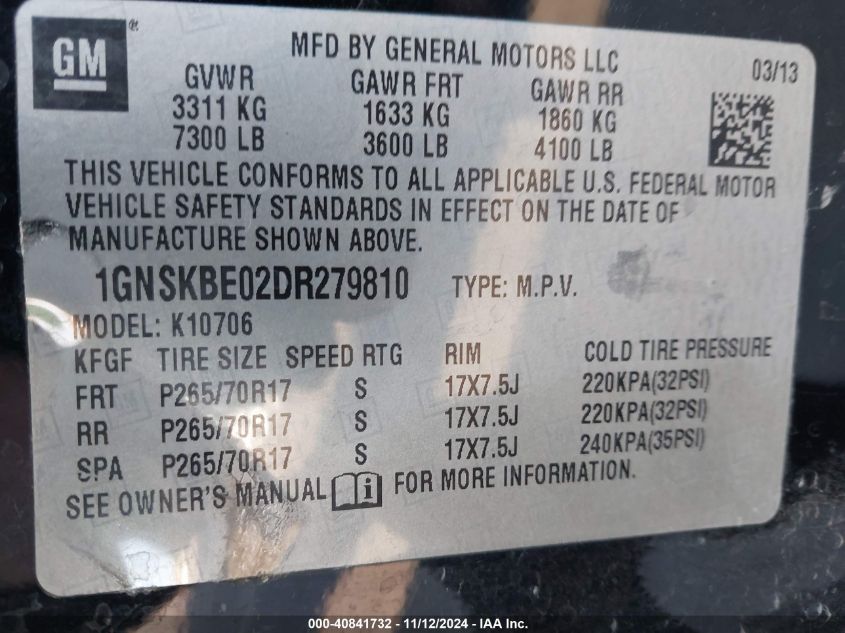 GM ®
MFD BY GENERAL MOTORS LLC
03/13
GVWR GAWR FRT GAWR RR
3311 KG 1633 KG 1860 KG
7300 LB 3600 LB 4100 LB
THIS VEHICLE CONFORMS TO ALL APPLICABLE U.S. FEDERAL MOTOR
VEHICLE SAFETY STANDARDS IN EFFECT ON THE DATE OF
MANUFACTURE SHOWN ABOVE.
1GNSKBE02DR279810 TYPE: M.P.V.
MODEL: K10706
KFGF TIRE SIZE SPEED RTG RIM COLD TIRE PRESSURE
FRT P265/70R17 S 17X7.5J 220KPA(32PSI)
RR P265/70R17 S 17X7.5J 220KPA(32PSI)
SPA P265/70R17 S 17X7.5J 240KPA(35PSI)
SEE OWNER'S MANUAL i FOR MORE INFORMATION.
000-40841732 - 11/12/2024 - IAA Inc.